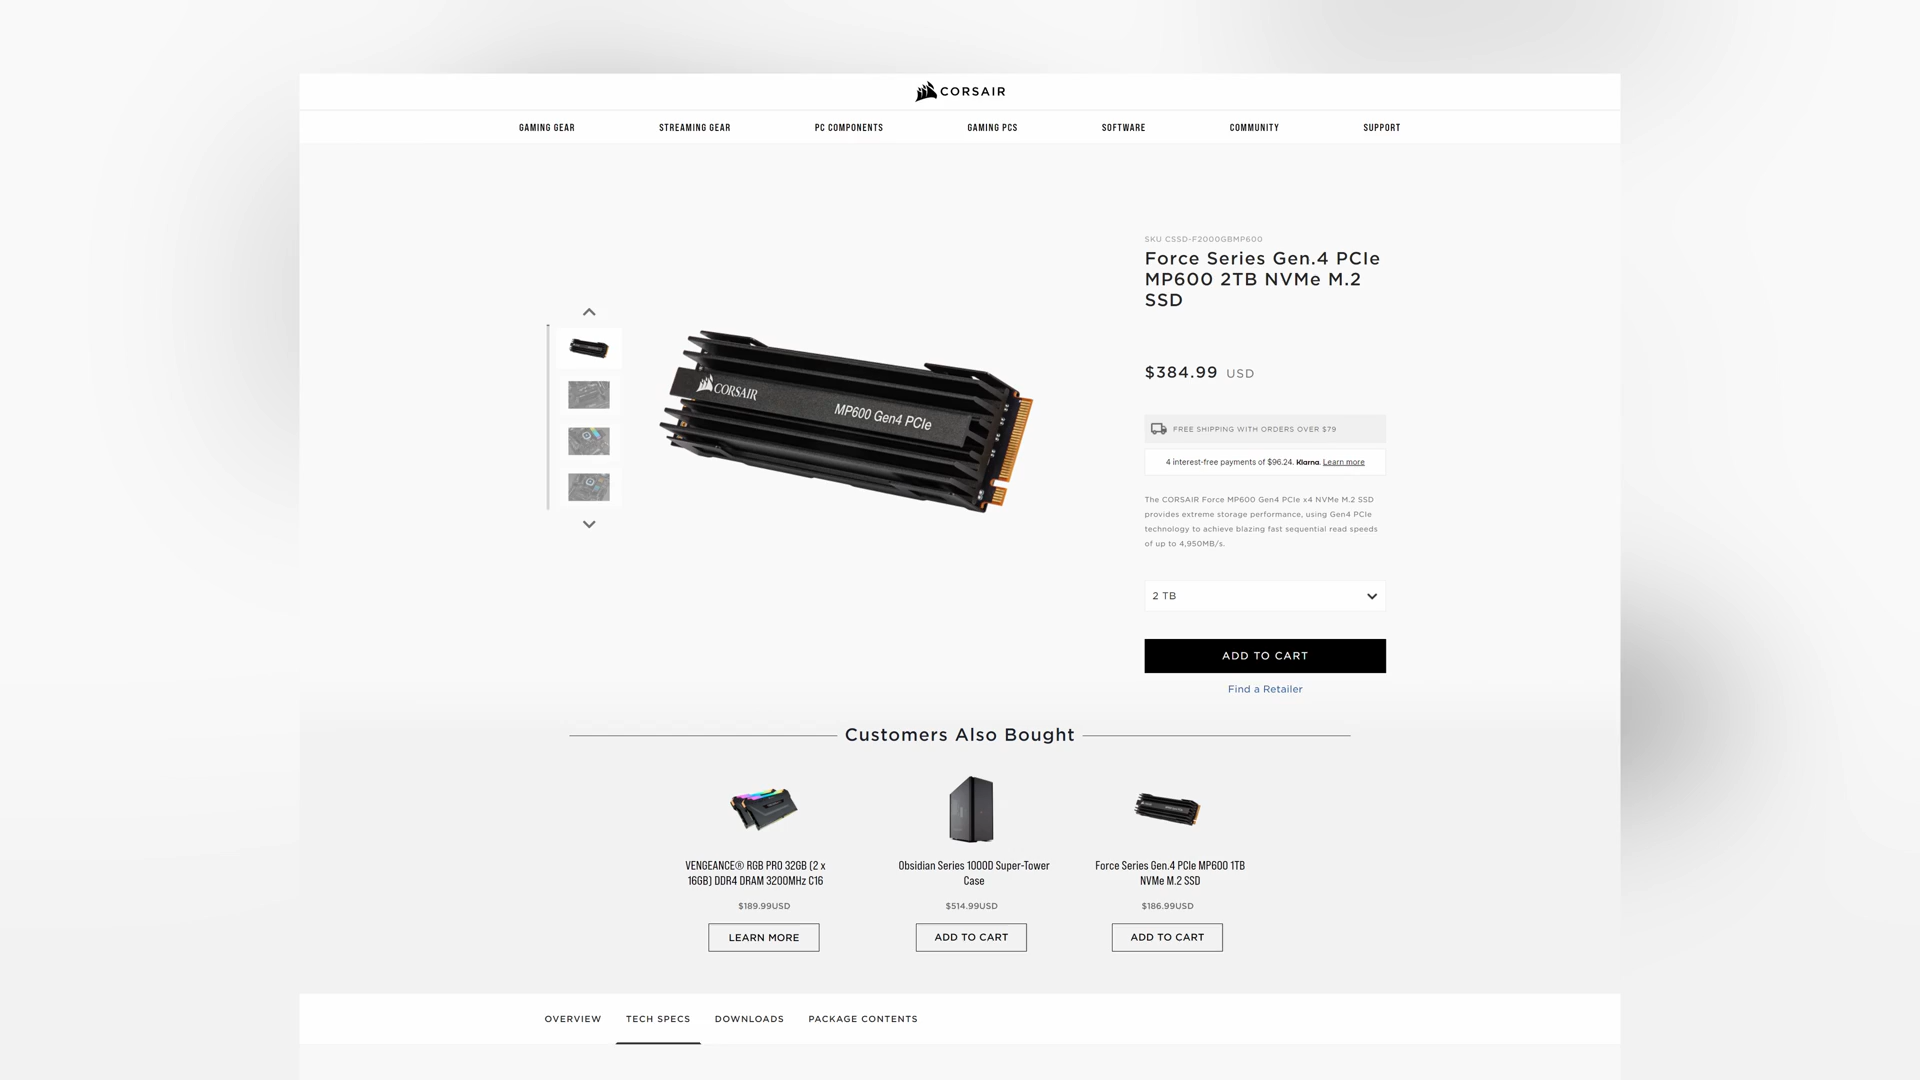 CORSAIR
GAMING GEAR
STREAMING GEAR
PC COMPONENTS
GAMING PCS
SOFTWARE
COMMUNITY
SUPPORT
CORSAIR
MP600 Gen4 PCIe
SKU CSSD-F2000GBMP600
Force Series Gen.4 PCIe
MP600 2TB NVMe M.2
SSD
$384.99 USD
FREE SHIPPING WITH ORDERS OVER $79
4 interest-free payments of $96.24. Klarna. Learn more
The CORSAIR Force MP600 Gen4 PCIe x4 NVMe M.2 SSD
provides extreme storage performance, using Gen4 PCIe
technology to achieve blazing fast sequential read speeds
of up to 4,950MB/s.
2 TB
ADD TO CART
Find a Retailer
Customers Also Bought
VENGEANCE® RGB PRO 32GB (2 x
16GB) DDR4 DRAM 3200MHz C16
$189.99USD
LEARN MORE
Obsidian Series 1000D Super-Tower
Case
$514.99USD
ADD TO CART
Force Series Gen.4 PCIe MP600 1TB
NVMe M.2 SSD
$186.99USD
ADD TO CART
OVERVIEW
TECH SPECS
DOWNLOADS
PACKAGE CONTENTS